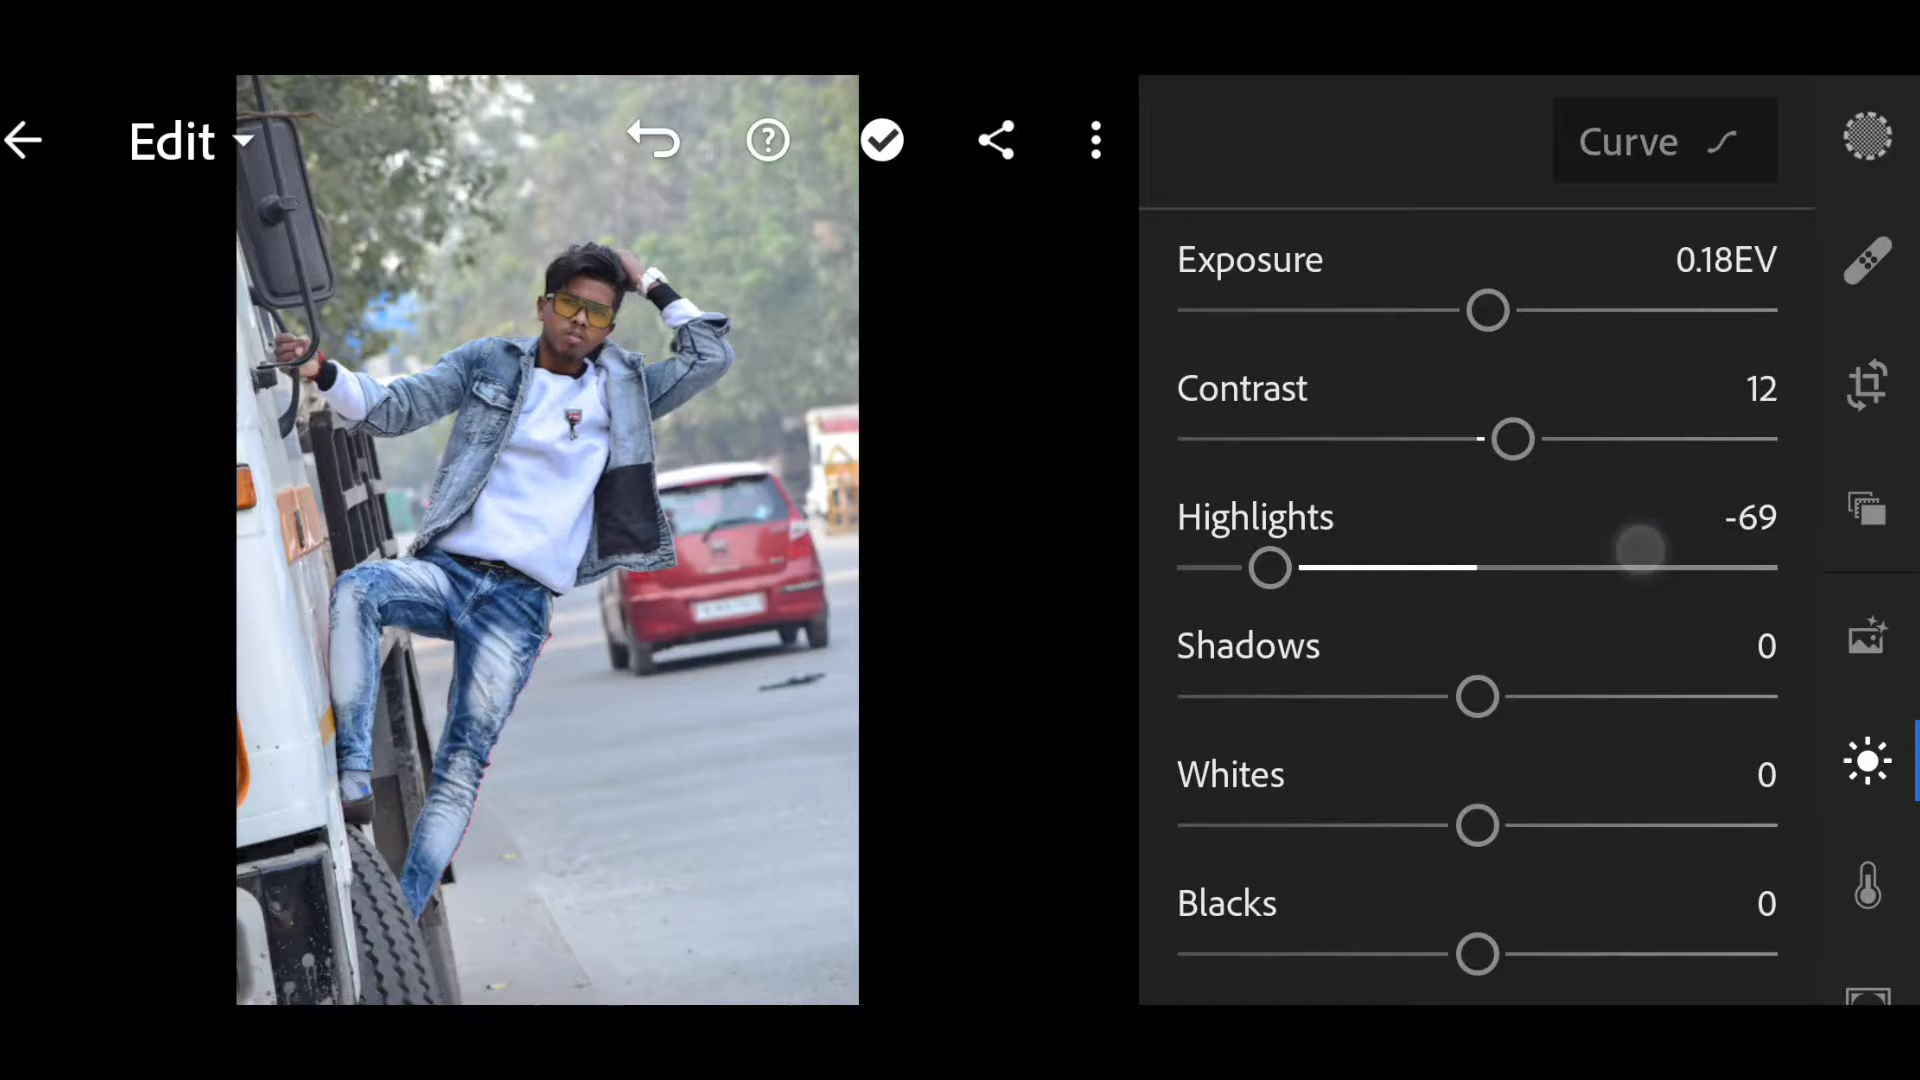 Edit
Curve
Exposure 0.18EV
Contrast 12
Highlights -69
Shadows 0
Whites 0
Blacks 0